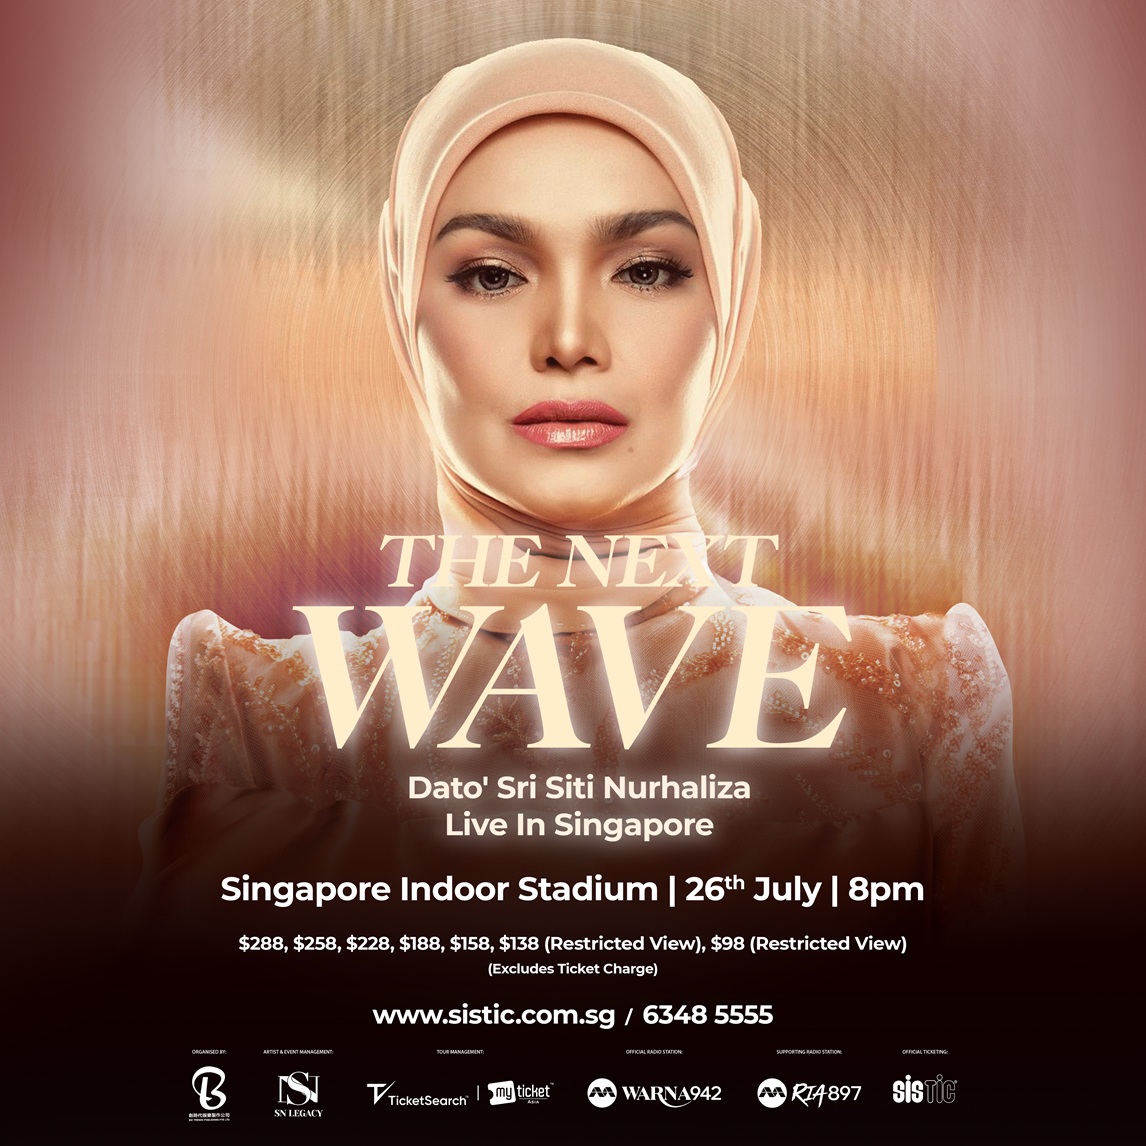 THE NEXT
WAVE
Dato' Sri Siti Nurhaliza
Live In Singapore
Singapore Indoor Stadium | 26th July | 8pm
$288, $258, $228, $188, $158, $138 (Restricted View), $98 (Restricted View)
(Excludes Ticket Charge)
www.sistic.com.sg / 6348 5555
ORGANISED BY: ARTIST & EVENT MANAGEMENT: TOUR MANAGEMENT: OFFICIAL RADIO STATION: SUPPORTING RADIO STATION: OFFICIAL TICKETING:
B SN TicketSearch | myticket WARNA942 RIA897 SISTIC
SN LEGACY ASIA